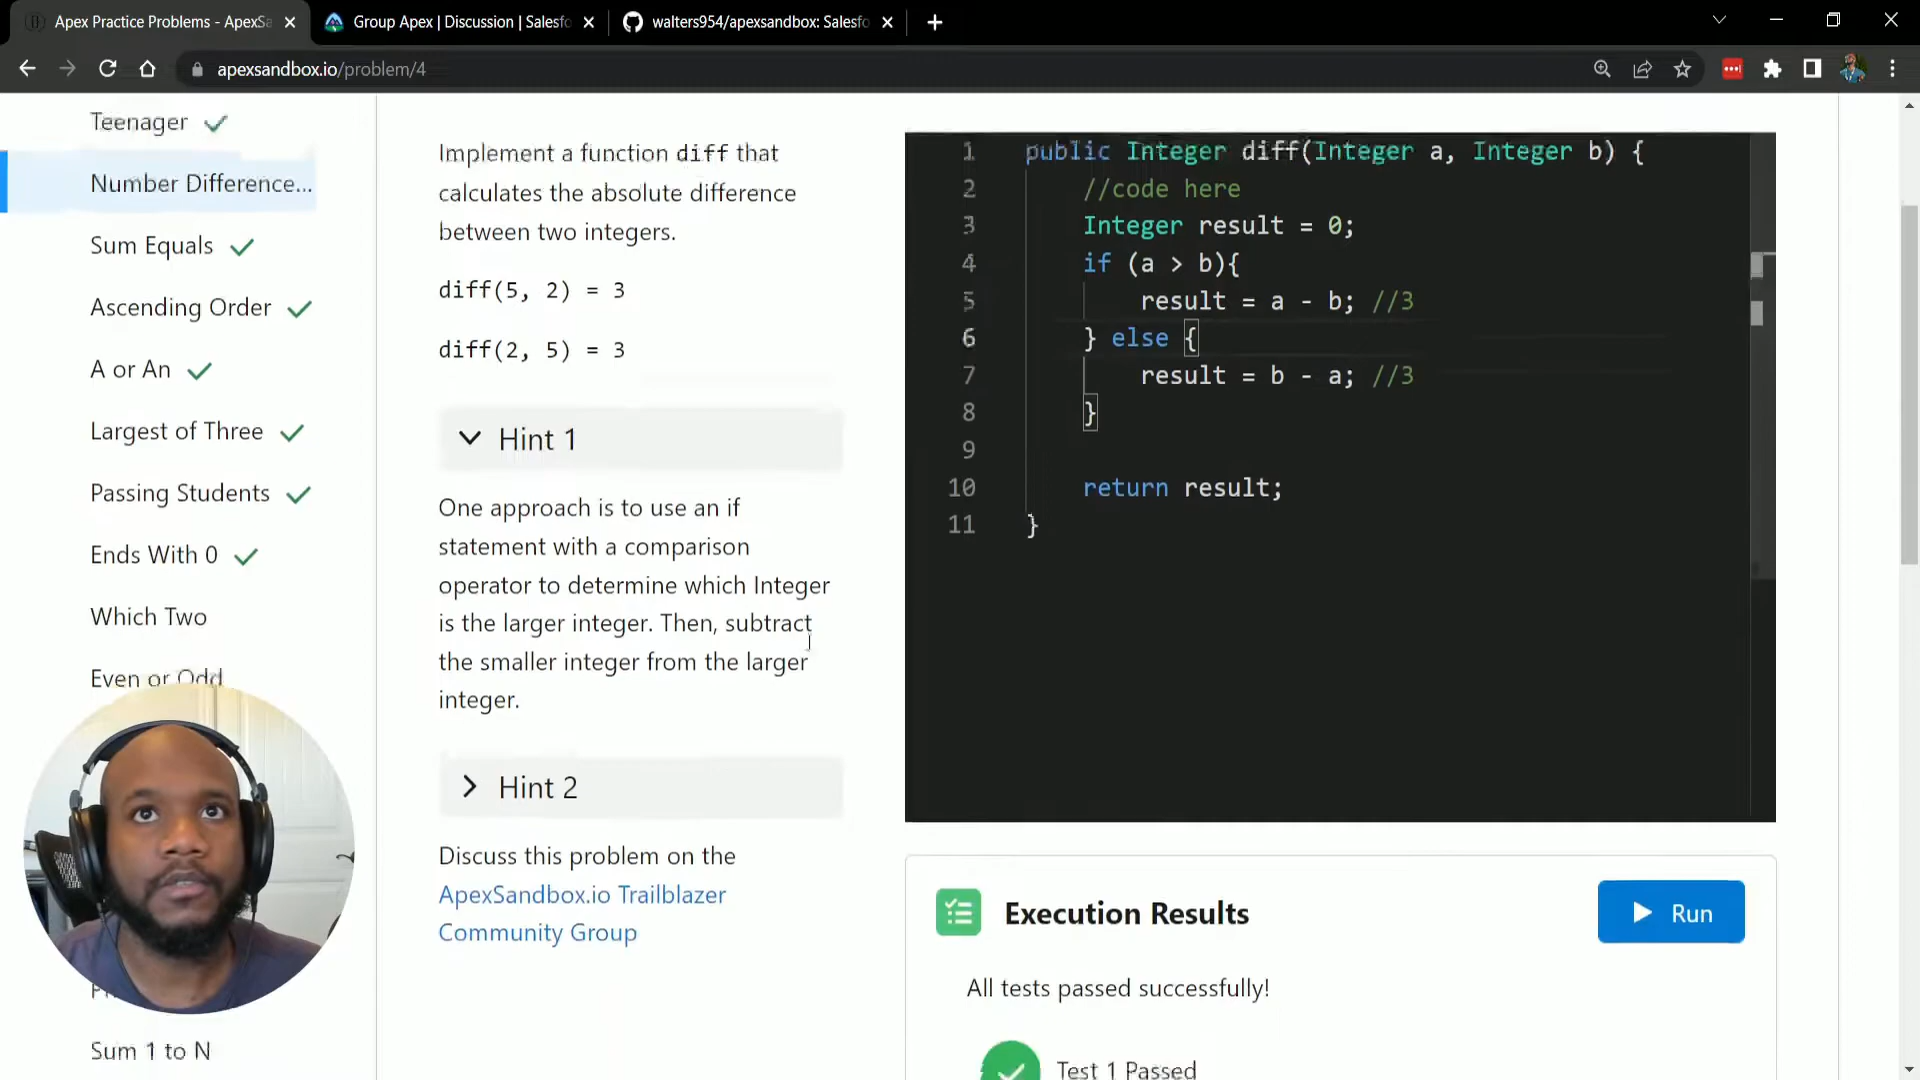 Apex Practice Problems - ApexSa
Group Apex | Discussion | Salesfo
walters954/apexsandbox: Salesfo
apexsandbox.io/problem/4
Teenager
Number Difference...
Sum Equals
Ascending Order
A or An
Largest of Three
Passing Students
Ends With 0
Which Two
Even or Odd
Sum 1 to N
Implement a function diff that
calculates the absolute difference
between two integers.
diff(5, 2) = 3
diff(2, 5) = 3
Hint 1
One approach is to use an if
statement with a comparison
operator to determine which Integer
is the larger integer. Then, subtract
the smaller integer from the larger
integer.
Hint 2
Discuss this problem on the
ApexSandbox.io Trailblazer
Community Group
1 public Integer diff(Integer a, Integer b) {
2 //code here
3 Integer result = 0;
4 if (a > b){
5 result = a - b; //3
6 } else {
7 result = b - a; //3
8 }
9
10 return result;
11 }
Execution Results
Run
All tests passed successfully!
Test 1 Passed